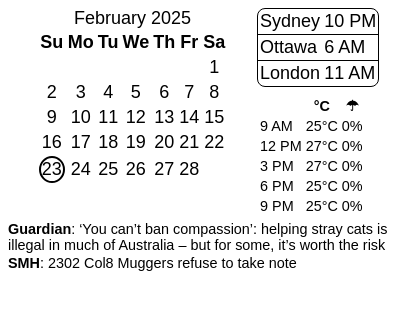 February 2025
Su Mo Tu We Th Fr Sa
1
2 3 4 5 6 7 8
9 10 11 12 13 14 15
16 17 18 19 20 21 22
23 24 25 26 27 28
Sydney 10 PM
Ottawa 6 AM
London 11 AM
°C ☂
9 AM 25°C 0%
12 PM 27°C 0%
3 PM 27°C 0%
6 PM 25°C 0%
9 PM 25°C 0%
Guardian: ‘You can’t ban compassion’: helping stray cats is
illegal in much of Australia – but for some, it’s worth the risk
SMH: 2302 Col8 Muggers refuse to take note